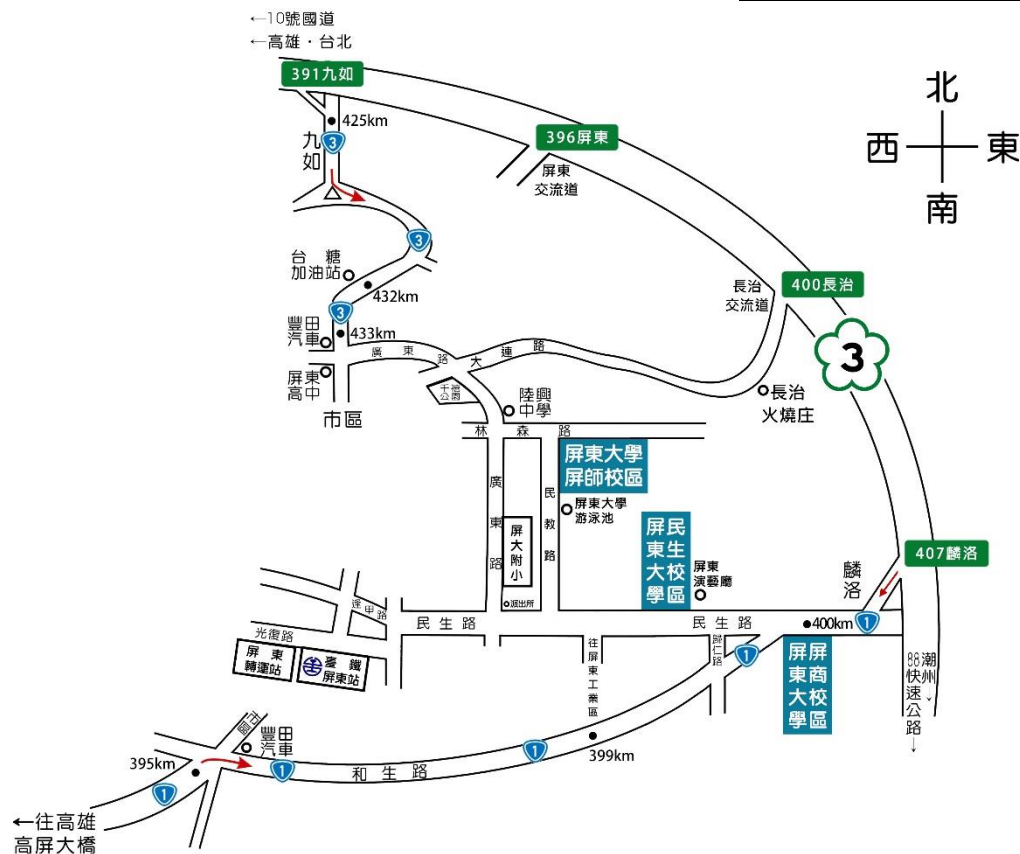 ←10號國道
←高雄・台北
391九如
425km
九如
3
396屏東
屏東
交流道
北
西 東
南
3
台糖
加油站
432km
3
433km
豐田
汽車
屏東
高中
市區
廣東路
大連路
千禧
公園
陸興
中學
長治
交流道
400長治
3
長治
火燒庄
林森路
屏東大學
屏師校區
廣東路
民教路
屏東大學
游泳池
屏大附小
派出所
屏東大學
民生校區
屏東
演藝廳
麟洛
407麟洛
逢甲路
光復路
民生路
民生路
400km
1
歸仁路
1
往屏東工業區
屏東
轉運站
臺鐵
屏東站
屏東大學
屏商校區
潮州↓
88快速公路↓
市區
豐田
汽車
395km
1
和生路
1
399km
1
←往高雄
高屏大橋